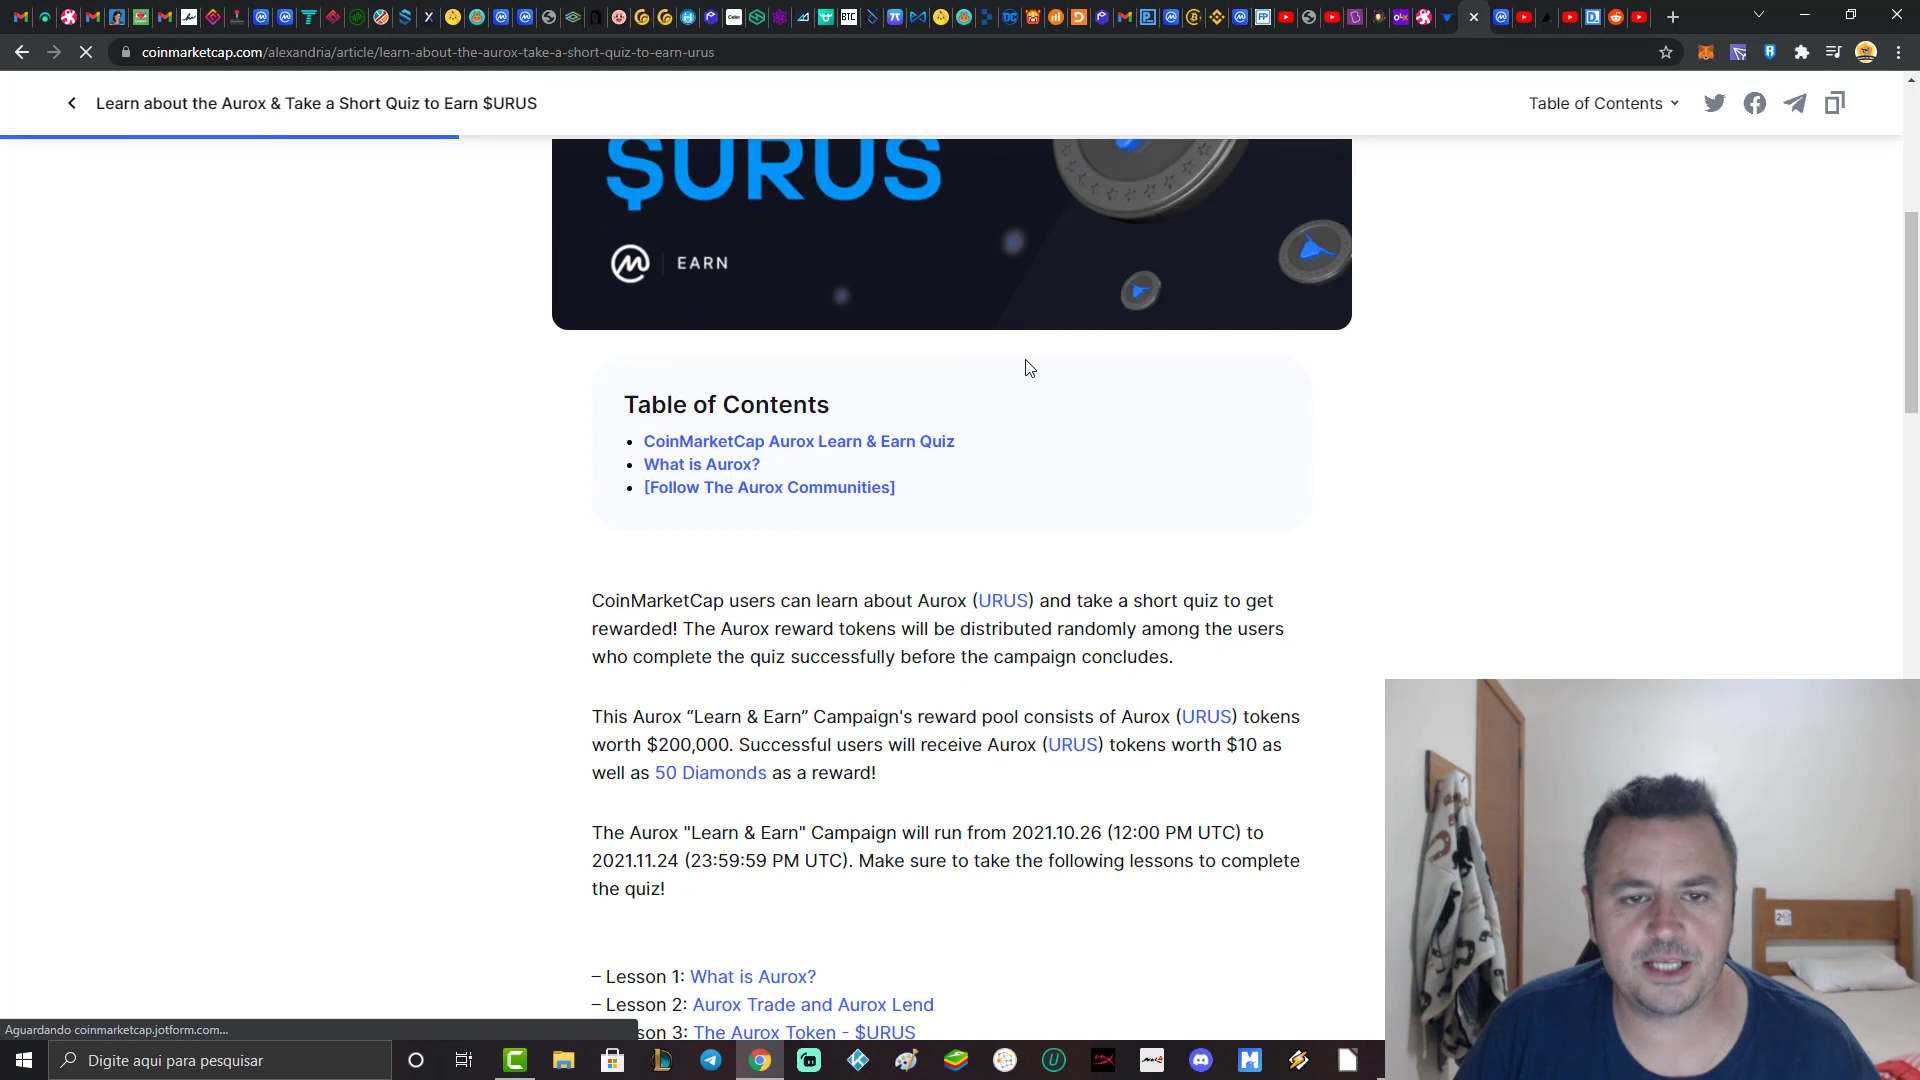 coinmarketcap.com/alexandria/article/learn-about-the-aurox-take-a-short-quiz-to-earn-urus
Learn about the Aurox & Take a Short Quiz to Earn $URUS
Table of Contents
$URUS
EARN
Table of Contents
• CoinMarketCap Aurox Learn & Earn Quiz
• What is Aurox?
• [Follow The Aurox Communities]
CoinMarketCap users can learn about Aurox (URUS) and take a short quiz to get
rewarded! The Aurox reward tokens will be distributed randomly among the users
who complete the quiz successfully before the campaign concludes.
This Aurox “Learn & Earn” Campaign's reward pool consists of Aurox (URUS) tokens
worth $200,000. Successful users will receive Aurox (URUS) tokens worth $10 as
well as 50 Diamonds as a reward!
The Aurox "Learn & Earn" Campaign will run from 2021.10.26 (12:00 PM UTC) to
2021.11.24 (23:59:59 PM UTC). Make sure to take the following lessons to complete
the quiz!
– Lesson 1: What is Aurox?
– Lesson 2: Aurox Trade and Aurox Lend
son 3: The Aurox Token - $URUS
Aguardando coinmarketcap.jotform.com...
Digite aqui para pesquisar